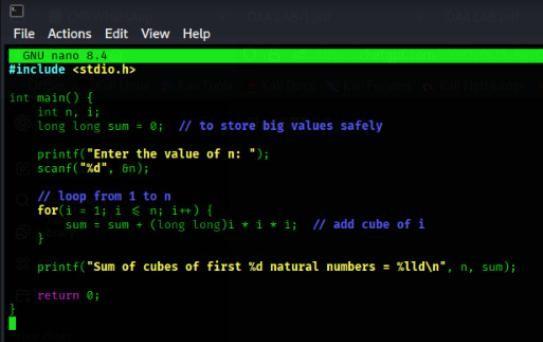 File Actions Edit View Help
GNU nano 8.4
#include <stdio.h>
int main() {
    int n, i;
    long long sum = 0;  // to store big values safely
    printf("Enter the value of n: ");
    scanf("%d", &n);
    // loop from 1 to n
    for(i = 1; i <= n; i++) {
        sum = sum + (long long)i * i * i;  // add cube of i
    }
    printf("Sum of cubes of first %d natural numbers = %lld\n", n, sum);
    return 0;
}